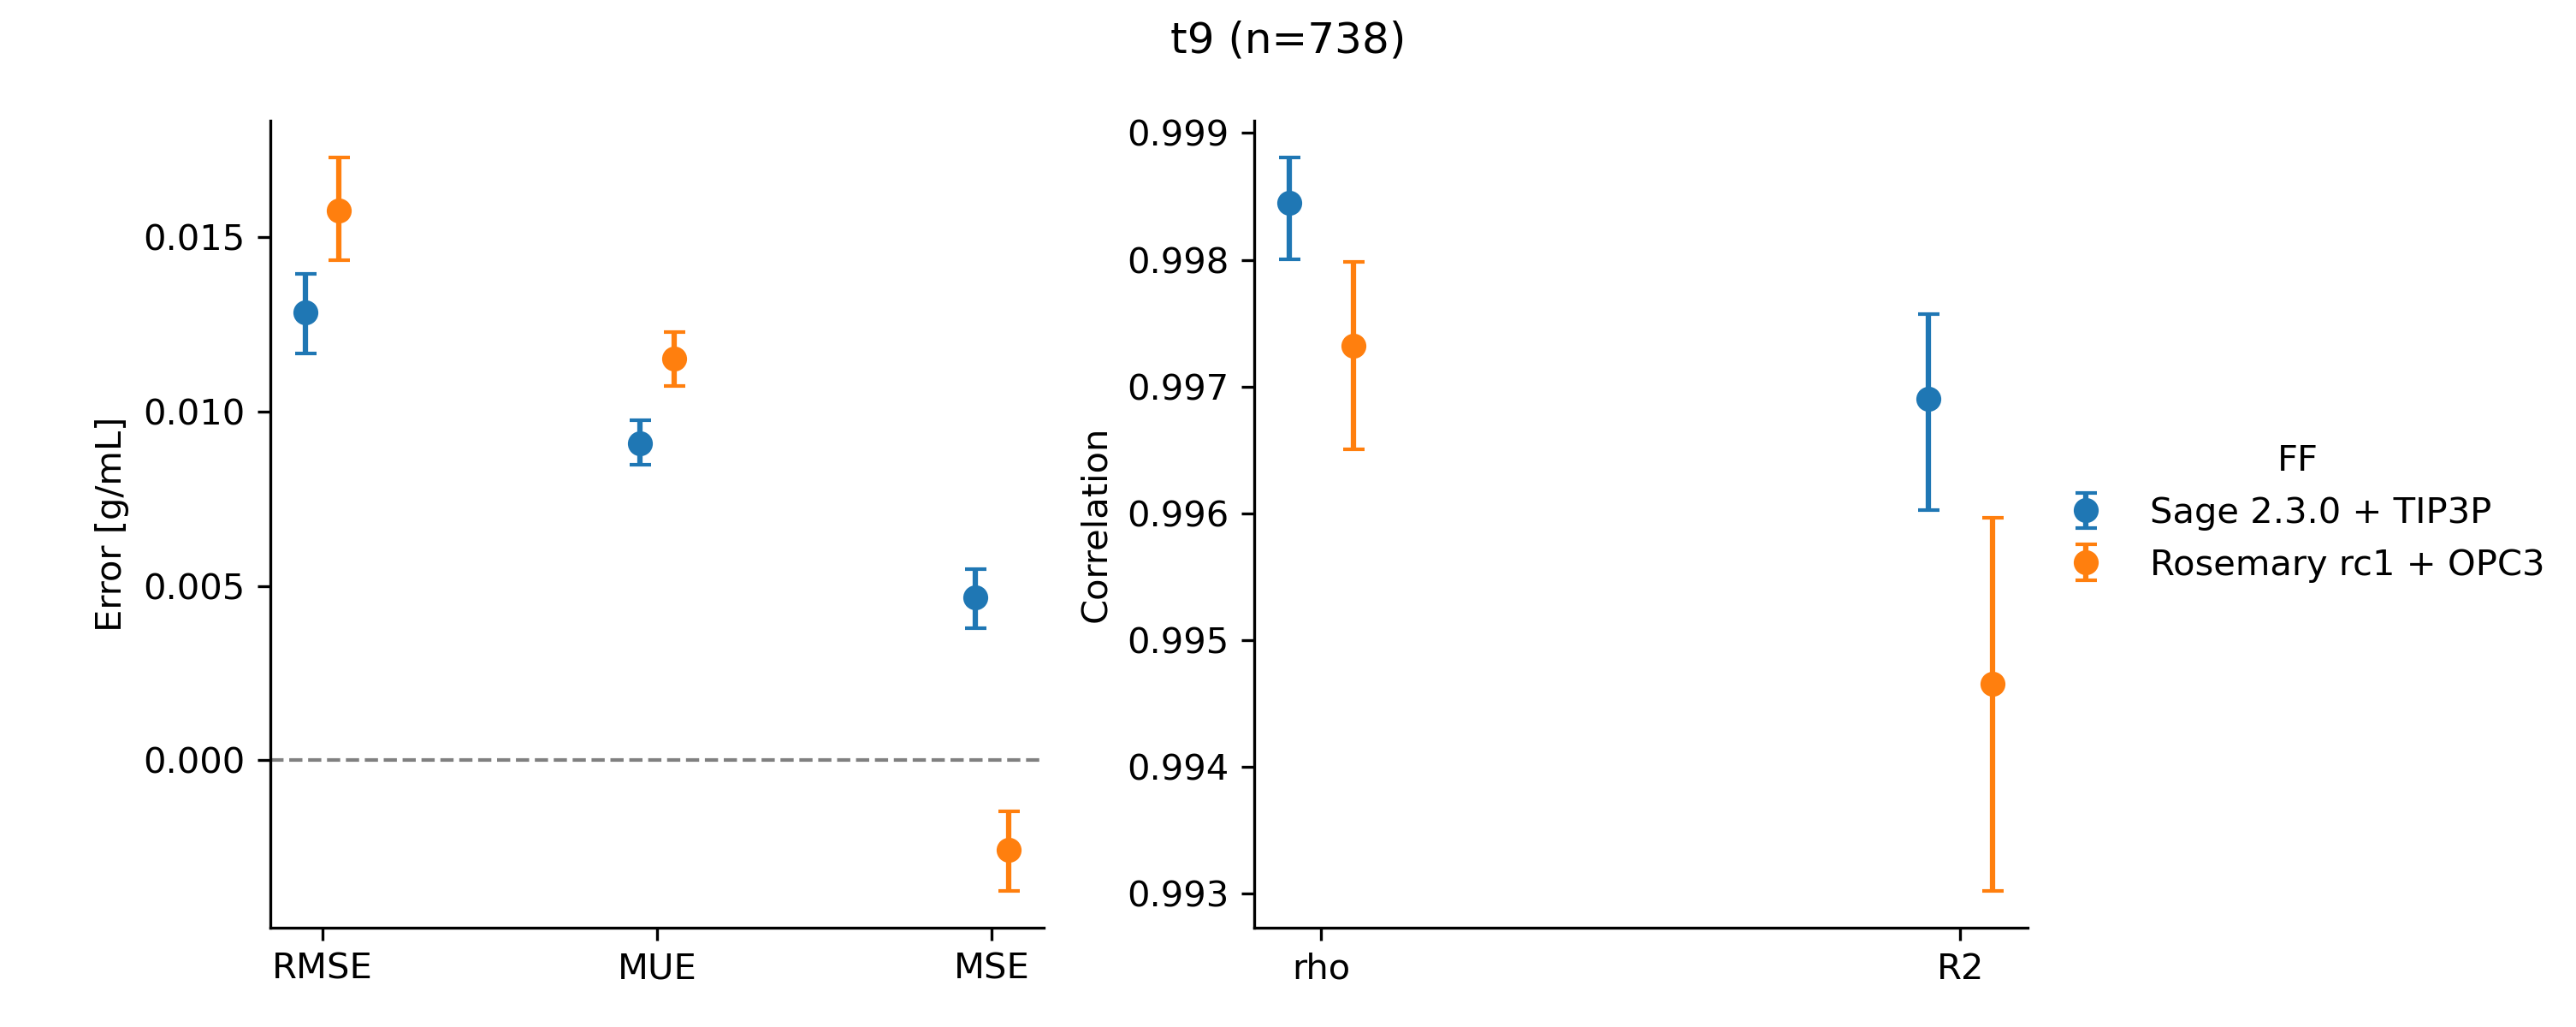 t9 (n=738)
Error [g/mL]
0.015
0.010
0.005
0.000
RMSE
MUE
MSE
Correlation
0.999
0.998
0.997
0.996
0.995
0.994
0.993
rho
R2
FF
Sage 2.3.0 + TIP3P
Rosemary rc1 + OPC3